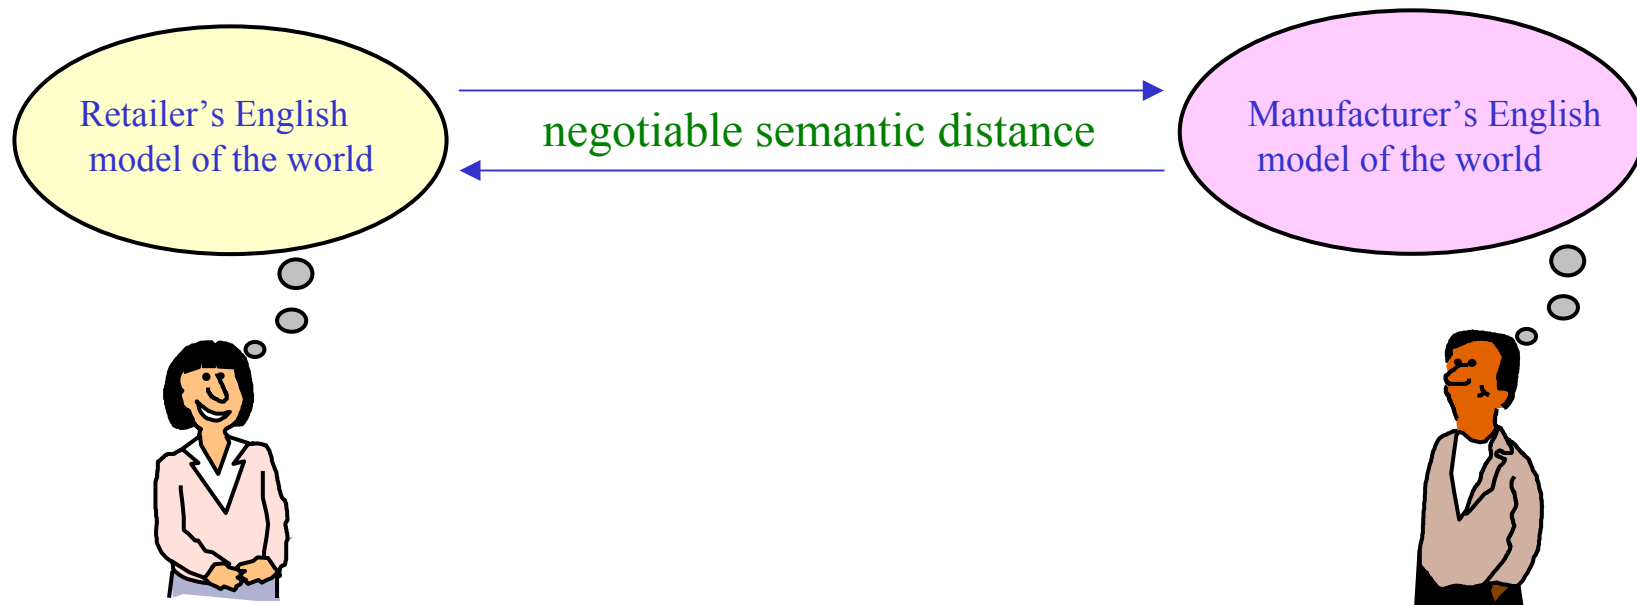 Retailer’s English
model of the world
negotiable semantic distance
Manufacturer’s English
model of the world